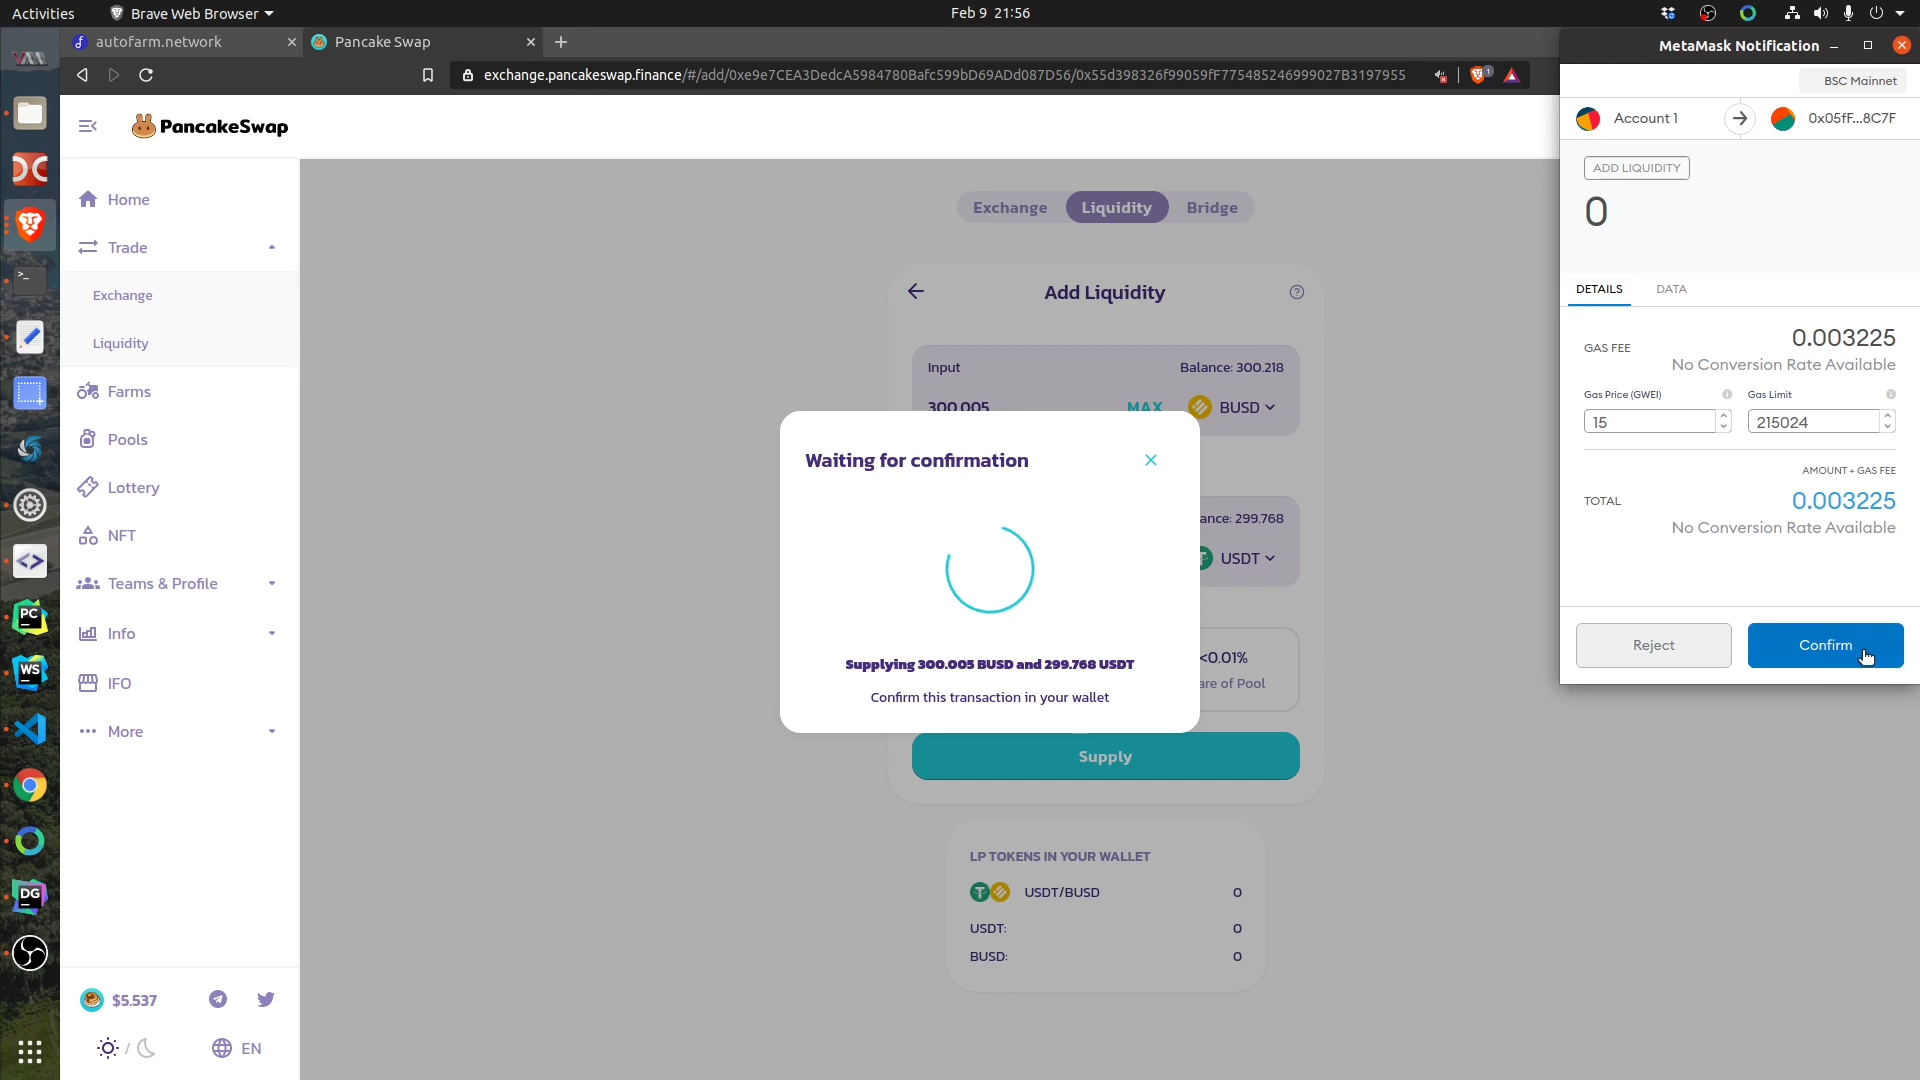 Activities
Brave Web Browser
Feb 9 21:56
autofarm.network
Pancake Swap
MetaMask Notification
exchange.pancakeswap.finance/#/add/0xe9e7CEA3DedcA5984780Bafc599bD69ADd087D56/0x55d398326f99059fF775485246999027B3197955
1
BSC Mainnet
PancakeSwap
Account 1
0x05fF...8C7F
ADD LIQUIDITY
0
Home
Trade
Exchange
Liquidity
Farms
Pools
Lottery
NFT
Teams & Profile
Info
IFO
More
$5.537
/
EN
Exchange
Liquidity
Bridge
Add Liquidity
Input
Balance: 300.218
300.005
MAX
BUSD
ance: 299.768
USDT
<0.01%
are of Pool
Supply
Waiting for confirmation
Supplying 300.005 BUSD and 299.768 USDT
Confirm this transaction in your wallet
LP TOKENS IN YOUR WALLET
USDT/BUSD
0
USDT:
0
BUSD:
0
DETAILS
DATA
GAS FEE
0.003225
No Conversion Rate Available
Gas Price (GWEI)
Gas Limit
15
215024
AMOUNT + GAS FEE
TOTAL
0.003225
No Conversion Rate Available
Reject
Confirm
PC
WS
DG